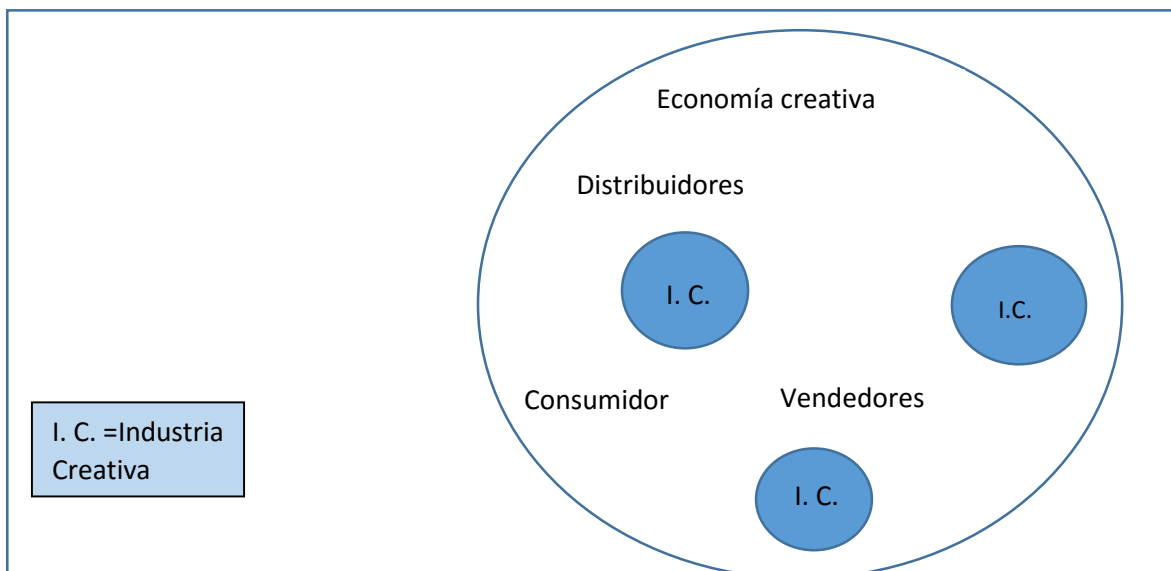 Economía creativa
Distribuidores
I. C.
I.C.
Consumidor
Vendedores
I. C. =Industria
Creativa
I. C.